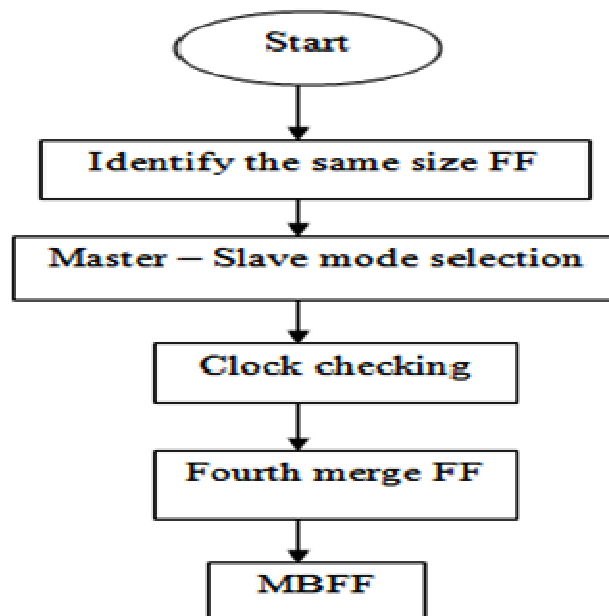 Start
Identify the same size FF
Master – Slave mode selection
Clock checking
Fourth merge FF
MBFF